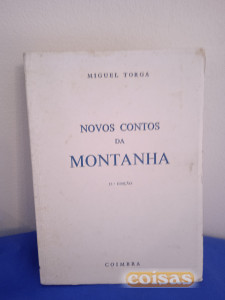 MIGUEL TORGA
NOVOS CONTOS
DA
MONTANHA
COIMBRA
coisas